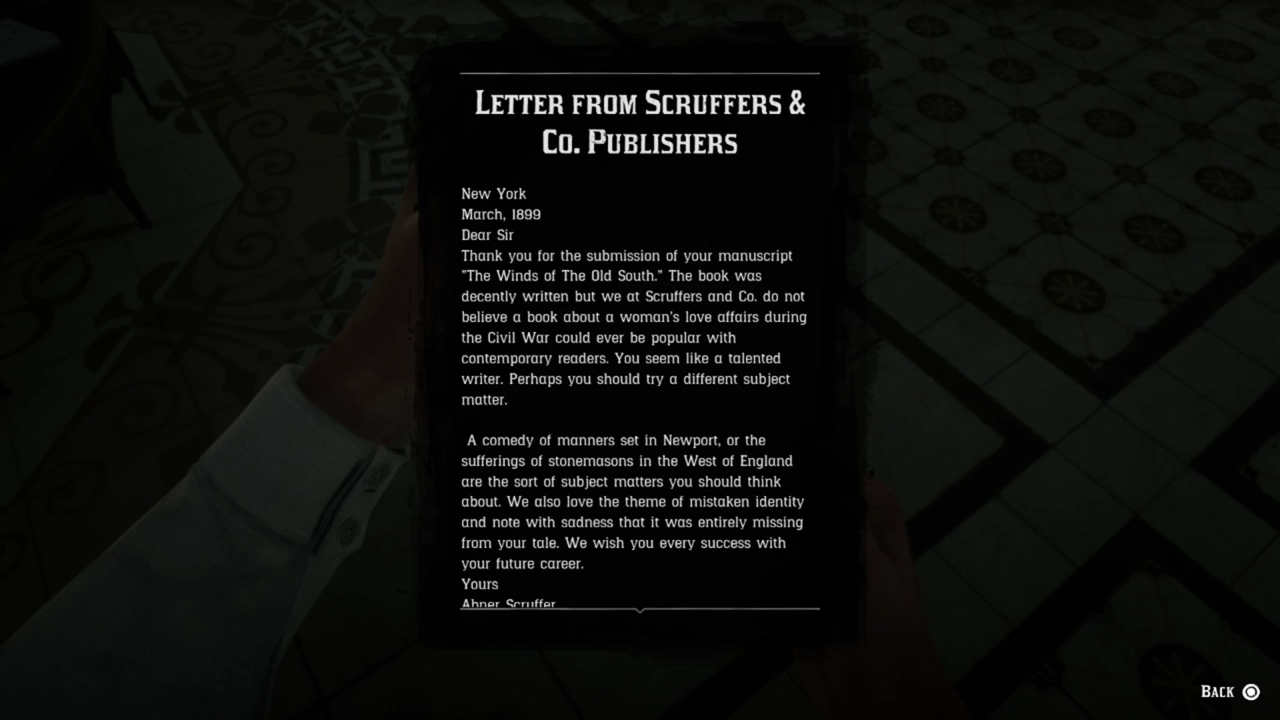 Letter from Scruffers &
Co. Publishers
New York
March, 1899
Dear Sir
Thank you for the submission of your manuscript
"The Winds of The Old South." The book was
decently written but we at Scruffers and Co. do not
believe a book about a woman's love affairs during
the Civil War could ever be popular with
contemporary readers. You seem like a talented
writer. Perhaps you should try a different subject
matter.
A comedy of manners set in Newport, or the
sufferings of stonemasons in the West of England
are the sort of subject matters you should think
about. We also love the theme of mistaken identity
and note with sadness that it was entirely missing
from your tale. We wish you every success with
your future career.
Yours
Abner Scruffer
Back